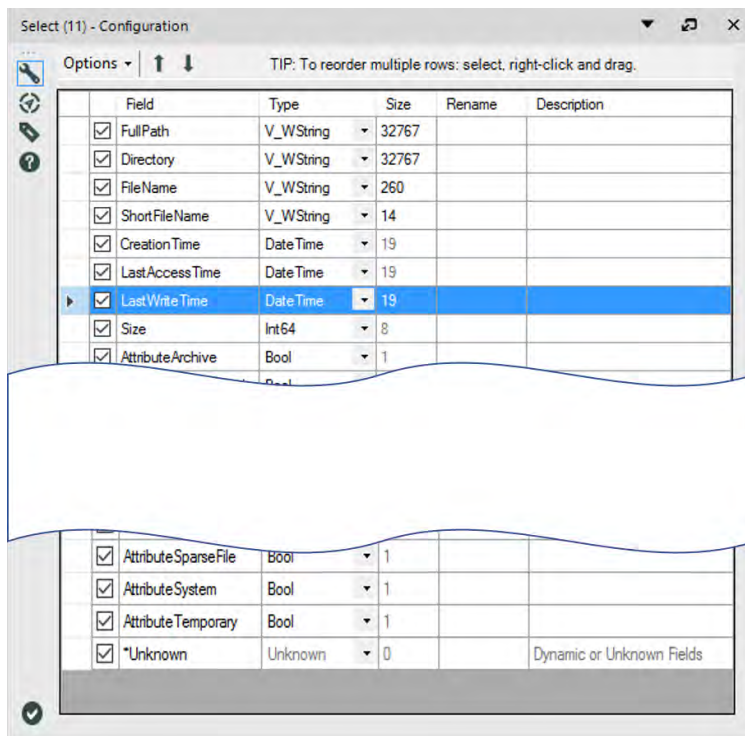 Select (11) - Configuration
Options TIP: To reorder multiple rows: select, right-click and drag.
Field Type Size Rename Description
FullPath V_WString 32767
Directory V_WString 32767
FileName V_WString 260
ShortFileName V_WString 14
CreationTime DateTime 19
LastAccessTime DateTime 19
LastWriteTime DateTime 19
Size Int64 8
AttributeArchive Bool 1
AttributeSparseFile Bool 1
AttributeSystem Bool 1
AttributeTemporary Bool 1
*Unknown Unknown 0 Dynamic or Unknown Fields